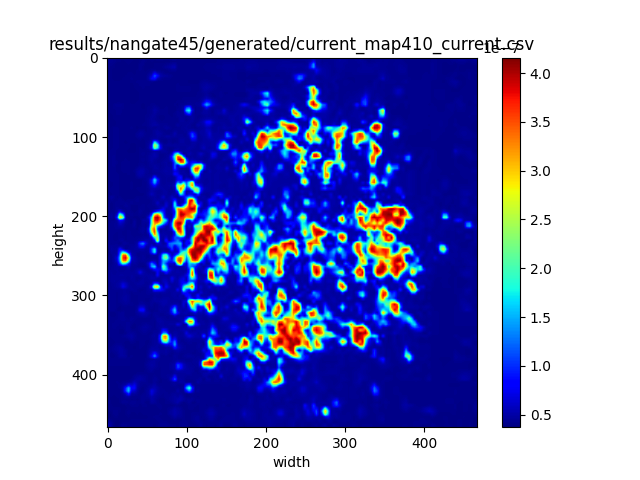 results/nangate45/generated/current_map410_current.csv
1e−7
0
100
200
300
400
height
0 100 200 300 400
width
4.0
3.5
3.0
2.5
2.0
1.5
1.0
0.5